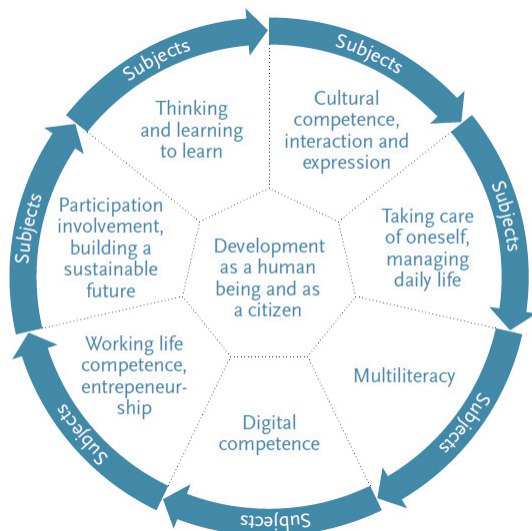 Subjects
Thinking
and learning
to learn
Subjects
Cultural
competence,
interaction and
expression
Subjects
Taking care
of oneself,
managing
daily life
Subjects
Multiliteracy
Subjects
Digital
competence
Subjects
Working life
competence,
entrepeneur-
ship
Subjects
Participation
involvement,
building a
sustainable
future
Development
as a human
being and as
a citizen